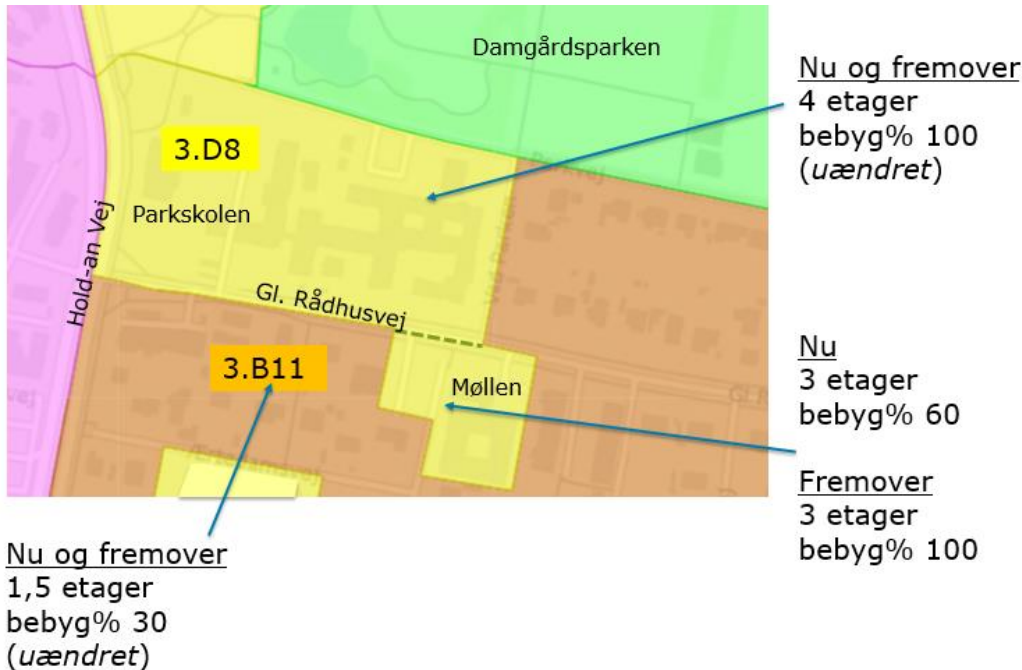 Damgårdsparken
3.D8
Parkskolen
Hold-an Vej
Gl. Rådhusvej
3.B11
Møllen
Nu og fremover
4 etager
bebyg% 100
(uændret)
Nu
3 etager
bebyg% 60
Fremover
3 etager
bebyg% 100
Nu og fremover
1,5 etager
bebyg% 30
(uændret)